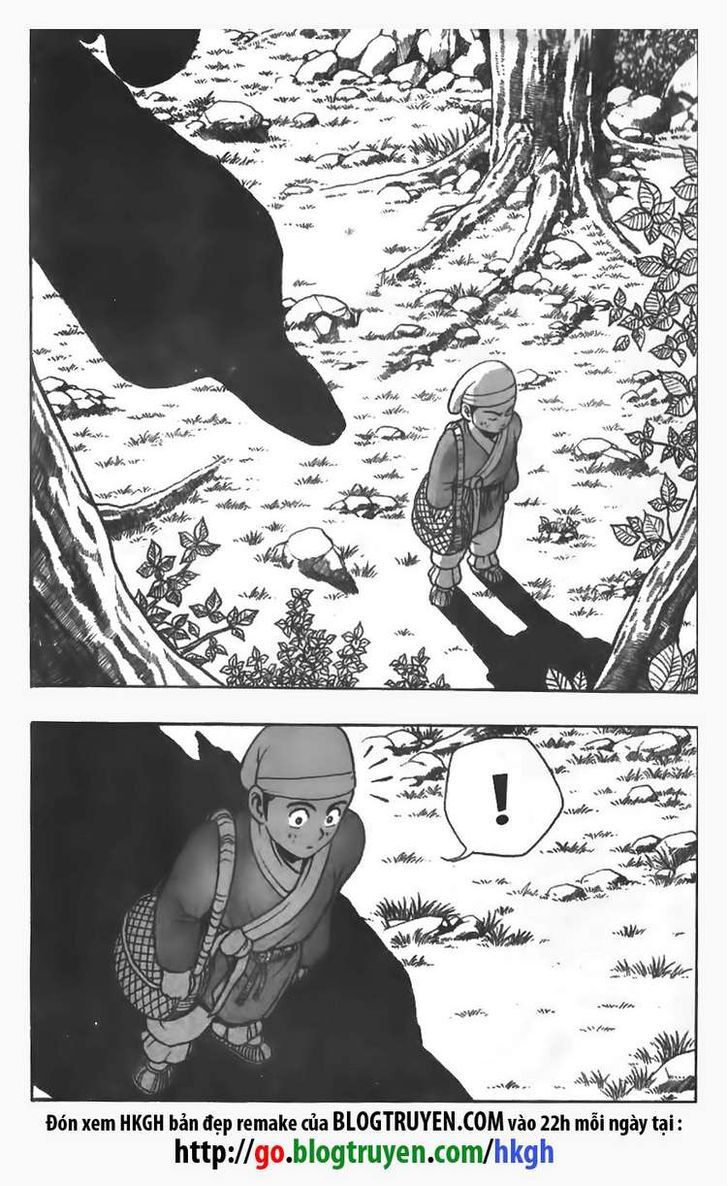 !
Đón xem HKGH bản đẹp remake của BLOGTRUYEN.COM vào 22h mỗi ngày tại :
http://go.blogtruyen.com/hkgh